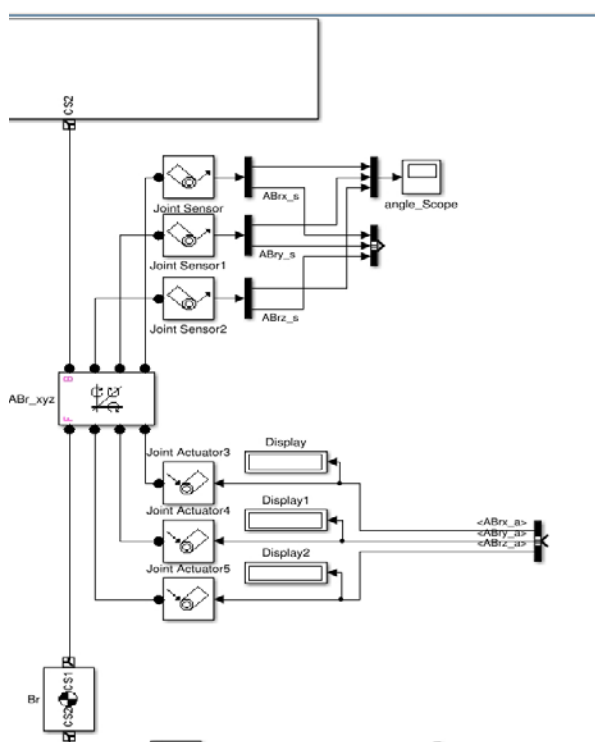 CS2
ABrx_s
Joint Sensor
angle_Scope
ABry_s
Joint Sensor1
ABrz_s
Joint Sensor2
B
ABr_xyz
F
Display
Joint Actuator3
Display1
Joint Actuator4
<ABrx_a>
<ABry_a>
<ABrz_a>
Display2
Joint Actuator5
CS1
Br
CS2